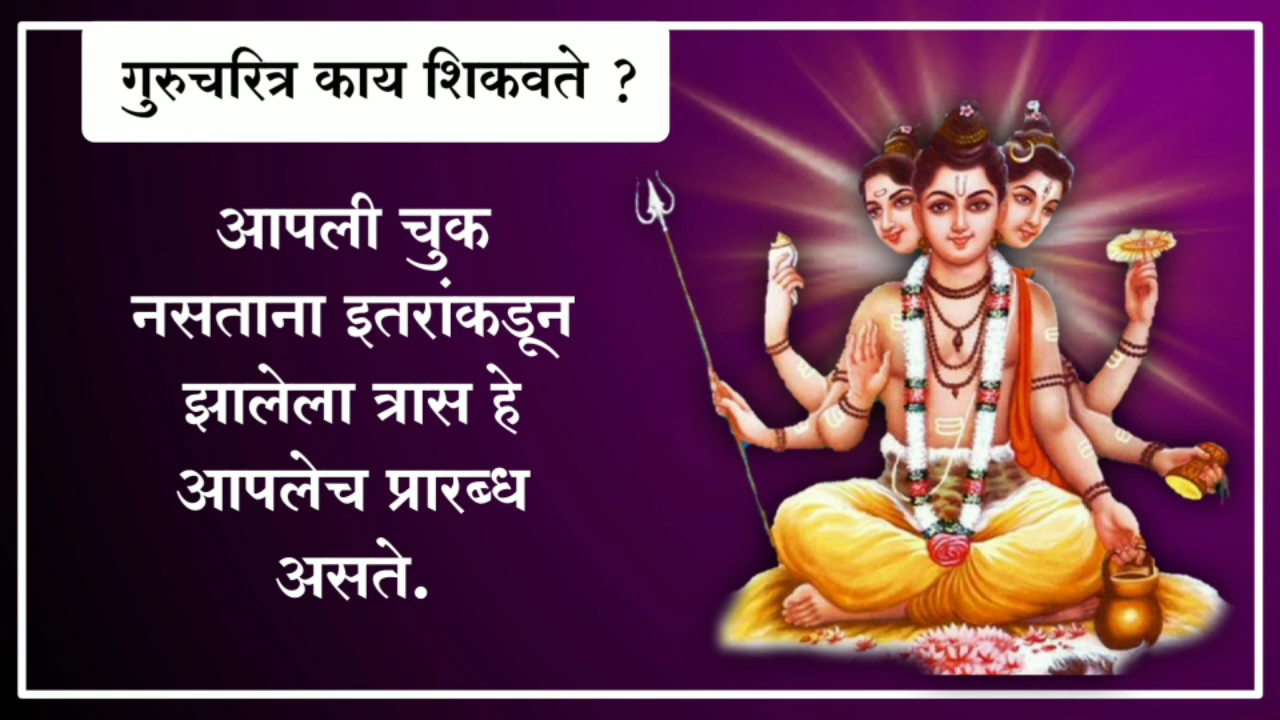 गुरुचरित्र काय शिकवते ?
आपली चुक
नसताना इतरांकडून
झालेला त्रास हे
आपलेच प्रारब्ध
असते.